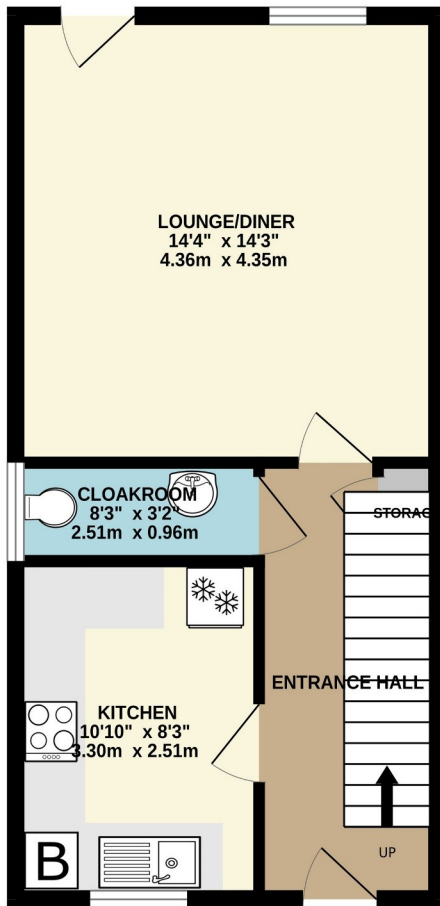 LOUNGE/DINER
14'4" x 14'3"
4.36m x 4.35m
CLOAKROOM
8'3" x 3'2"
2.51m x 0.96m
STORAG
ENTRANCE HALL
KITCHEN
10'10" x 8'3"
3.30m x 2.51m
B
UP